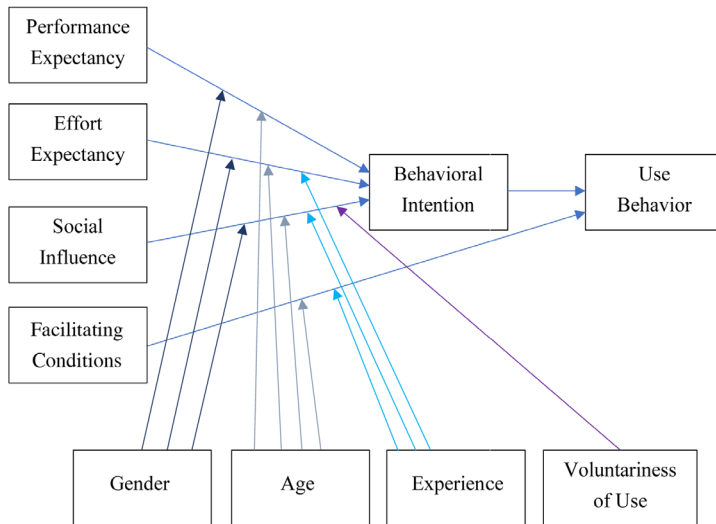 Performance
Expectancy
Effort
Expectancy
Behavioral
Intention
Use
Behavior
Social
Influence
Facilitating
Conditions
Gender
Age
Experience
Voluntariness
of Use